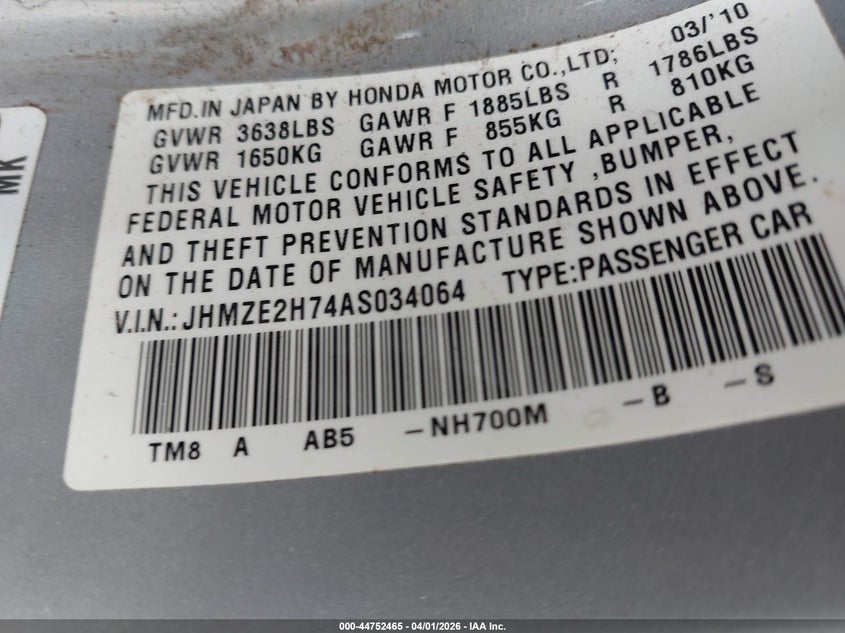 MFD.IN JAPAN BY HONDA MOTOR CO.,LTD; 03/'10
GVWR 3638LBS GAWR F 1885LBS R 1786LBS
GVWR 1650KG GAWR F 855KG R 810KG
THIS VEHICLE CONFORMS TO ALL APPLICABLE
FEDERAL MOTOR VEHICLE SAFETY ,BUMPER,
AND THEFT PREVENTION STANDARDS IN EFFECT
ON THE DATE OF MANUFACTURE SHOWN ABOVE.
V.I.N.: JHMZE2H74AS034064 TYPE:PASSENGER CAR
TM8 A AB5 -NH700M -B -S
MK
000-44752465 - 04/01/2026 - IAA Inc.